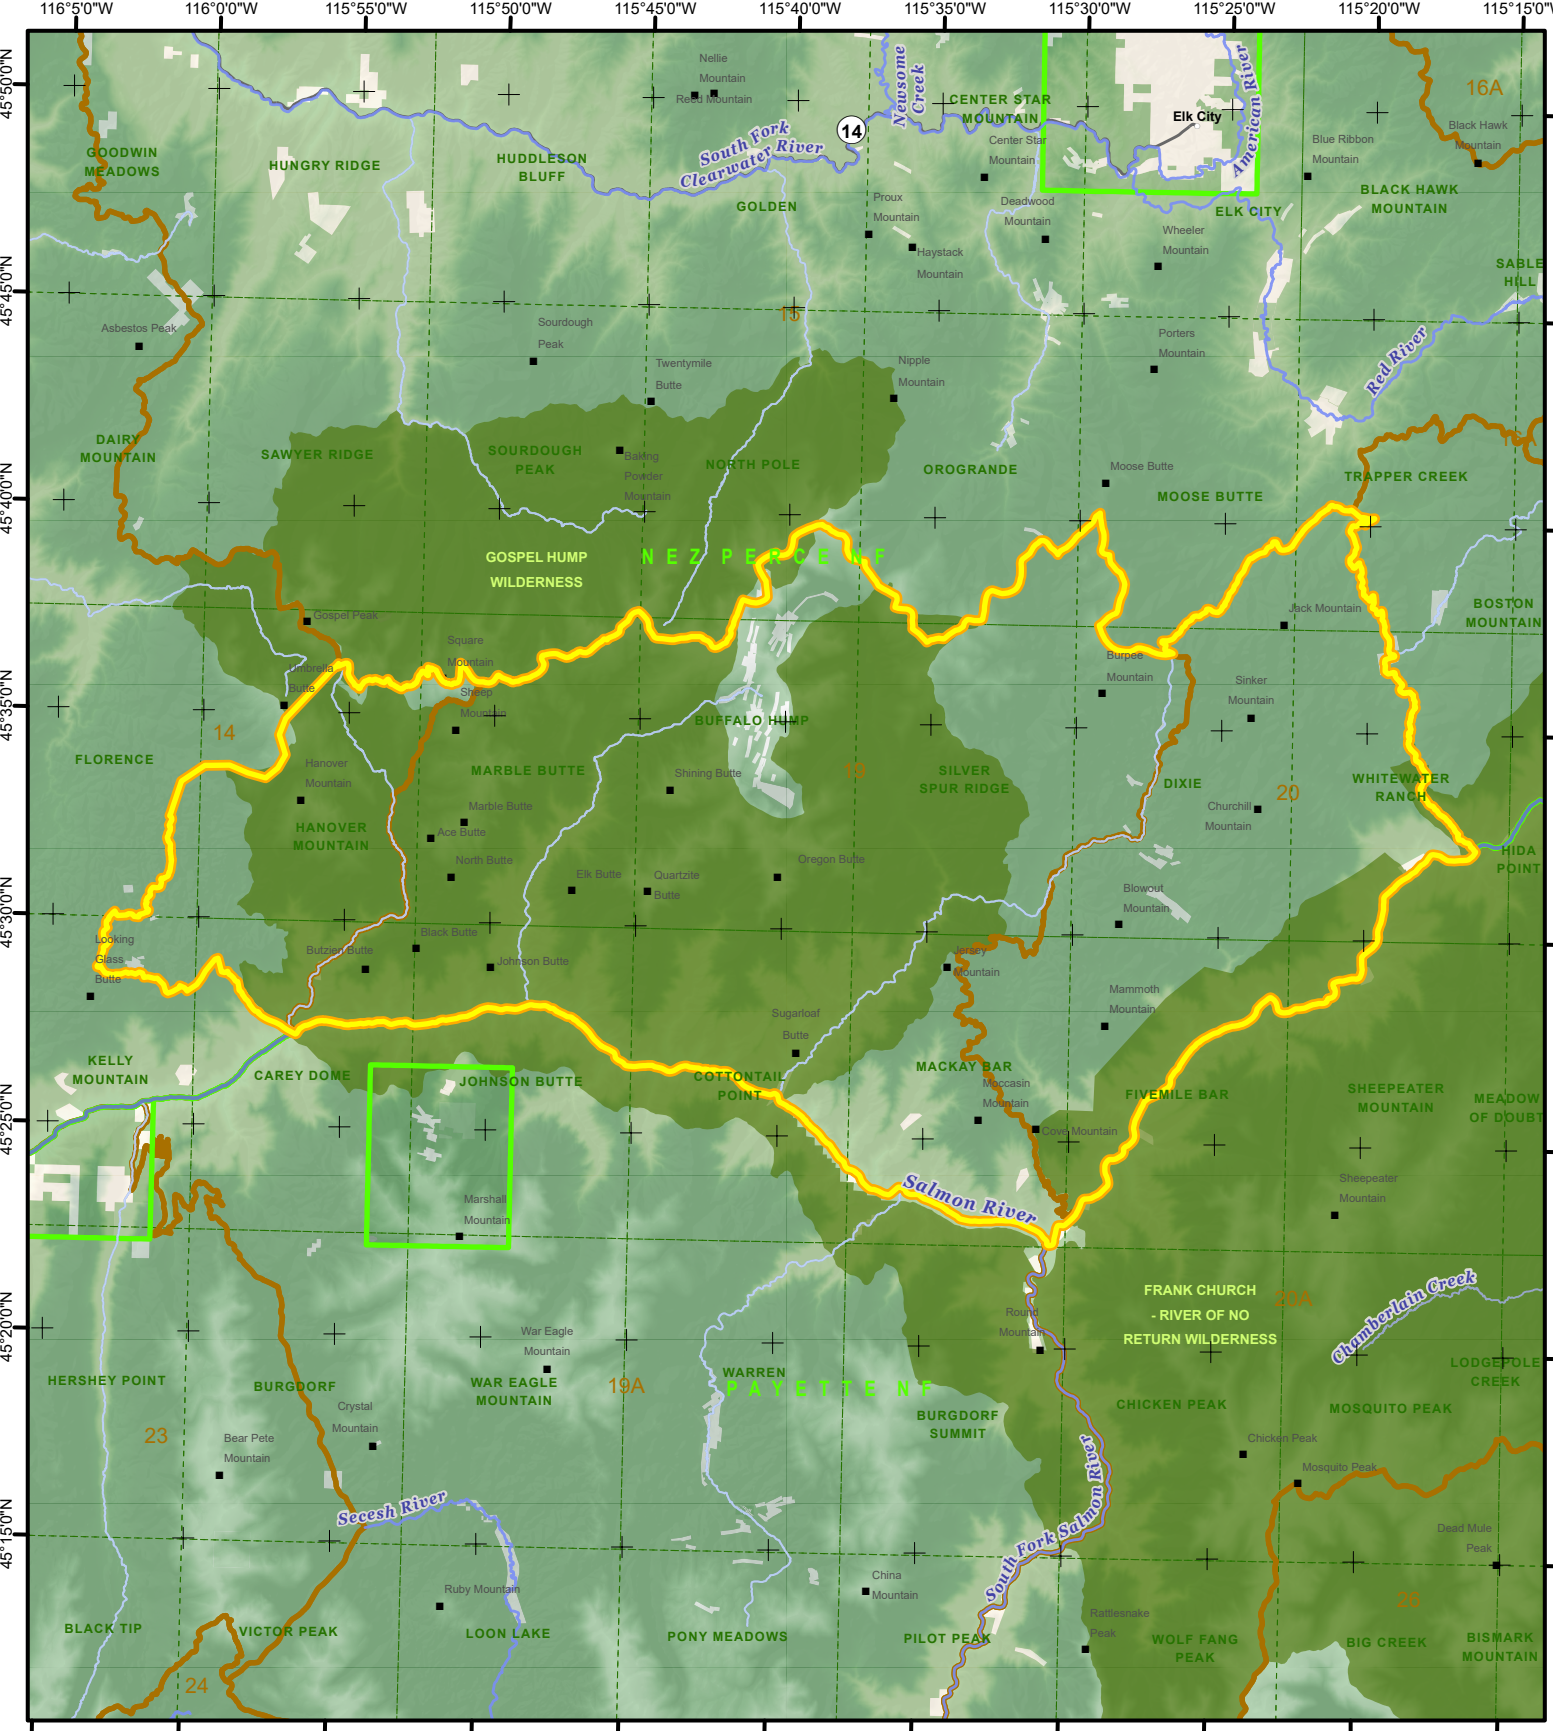 116°5'0"W
116°0'0"W
115°55'0"W
115°50'0"W
115°45'0"W
115°40'0"W
115°35'0"W
115°30'0"W
115°25'0"W
115°20'0"W
45°50'0"N
45°45'0"N
45°40'0"N
45°35'0"N
45°30'0"N
45°25'0"N
45°20'0"N
45°15'0"N
Nellie
Mountain
Reed Mountain
Newsome
Creek
CENTER STAR
MOUNTAIN
Elk City
American River
16A
Black Hawk
Mountain
GOODWIN
MEADOWS
HUNGRY RIDGE
HUDDLESON
BLUFF
South Fork
Clearwater River
14
Center Star
Mountain
Blue Ribbon
Mountain
BLACK HAWK
MOUNTAIN
GOLDEN
Proux
Mountain
Deadwood
Mountain
ELK CITY
Wheeler
Mountain
Haystack
Mountain
SABLE
HILL
Asbestos Peak
Sourdough
Peak
15
Porters
Mountain
Red River
Twentymile
Butte
Nipple
Mountain
DAIRY
MOUNTAIN
SAWYER RIDGE
SOURDOUGH
PEAK
Baking
Powder
Mountain
NORTH POLE
OROGRANDE
Moose Butte
MOOSE BUTTE
TRAPPER CREEK
GOSPEL HUMP
WILDERNESS
NEZ PERCE NF
Gospel Peak
Jack Mountain
BOSTON
MOUNTAIN
Umbrella
Butte
Square
Mountain
Sheep
Mountain
Burpee
Mountain
Sinker
Mountain
14
FLORENCE
BUFFALO HUMP
Hanover
Mountain
MARBLE BUTTE
Shining Butte
19
SILVER
SPUR RIDGE
DIXIE
20
WHITEWATER
RANCH
HANOVER
MOUNTAIN
Marble Butte
Ace Butte
Churchill
Mountain
North Butte
Elk Butte
Quartzite
Butte
Oregon Butte
HIDA
POINT
Blowout
Mountain
Looking
Glass
Butte
Butzien Butte
Black Butte
Johnson Butte
Jersey
Mountain
Mammoth
Mountain
Sugarloaf
Butte
KELLY
MOUNTAIN
CAREY DOME
JOHNSON BUTTE
COTTONTAIL
POINT
MACKAY BAR
Moccasin
Mountain
FIVEMILE BAR
SHEEPEATER
MOUNTAIN
MEADOW
OF DOUBT
Cove Mountain
Marshall
Mountain
Salmon River
Sheepeater
Mountain
FRANK CHURCH
- RIVER OF NO
RETURN WILDERNESS
20A
Chamberlain Creek
Round
Mountain
War Eagle
Mountain
HERSHEY POINT
BURGDORF
WAR EAGLE
MOUNTAIN
19A
WARREN
PAYETTE NF
LODGEPOLE
CREEK
BURGDORF
SUMMIT
CHICKEN PEAK
MOSQUITO PEAK
23
Crystal
Mountain
Bear Pete
Mountain
Chicken Peak
Mosquito Peak
Secesh River
South Fork Salmon River
Dead Mule
Peak
Ruby Mountain
China
Mountain
26
BLACK TIP
VICTOR PEAK
LOON LAKE
PONY MEADOWS
PILOT PEAK
Rattlesnake
Peak
WOLF FANG
PEAK
BIG CREEK
BISMARK
MOUNTAIN
24